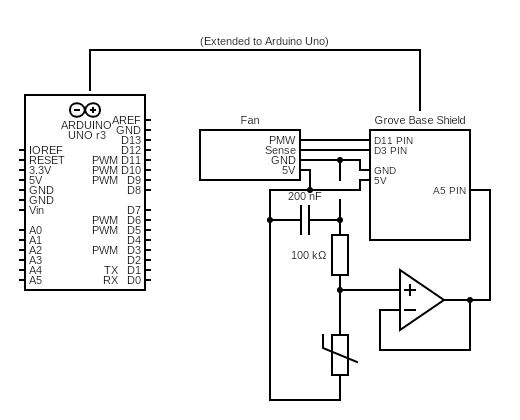 (Extended to Arduino Uno)
ARDUINO
UNO r3
IOREF
RESET
3.3V
5V
GND
GND
Vin
A0
A1
A2
A3
A4
A5
AREF
GND
D13
D12
PWM D11
PWM D10
PWM D9
D8
D7
PWM D6
PWM D5
D4
PWM D3
D2
TX D1
RX D0
Fan
PMW
Sense
GND
5V
Grove Base Shield
D11 PIN
D3 PIN
GND
5V
A5 PIN
200 nF
100 kΩ